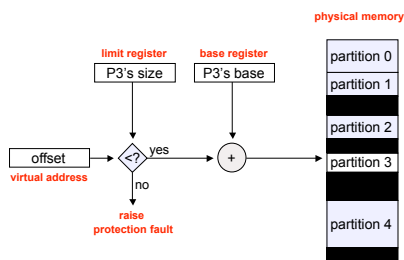 physical memory
limit register
base register
P3's size
P3's base
partition 0
partition 1
partition 2
offset
<?
yes
+
partition 3
virtual address
no
raise
protection fault
partition 4